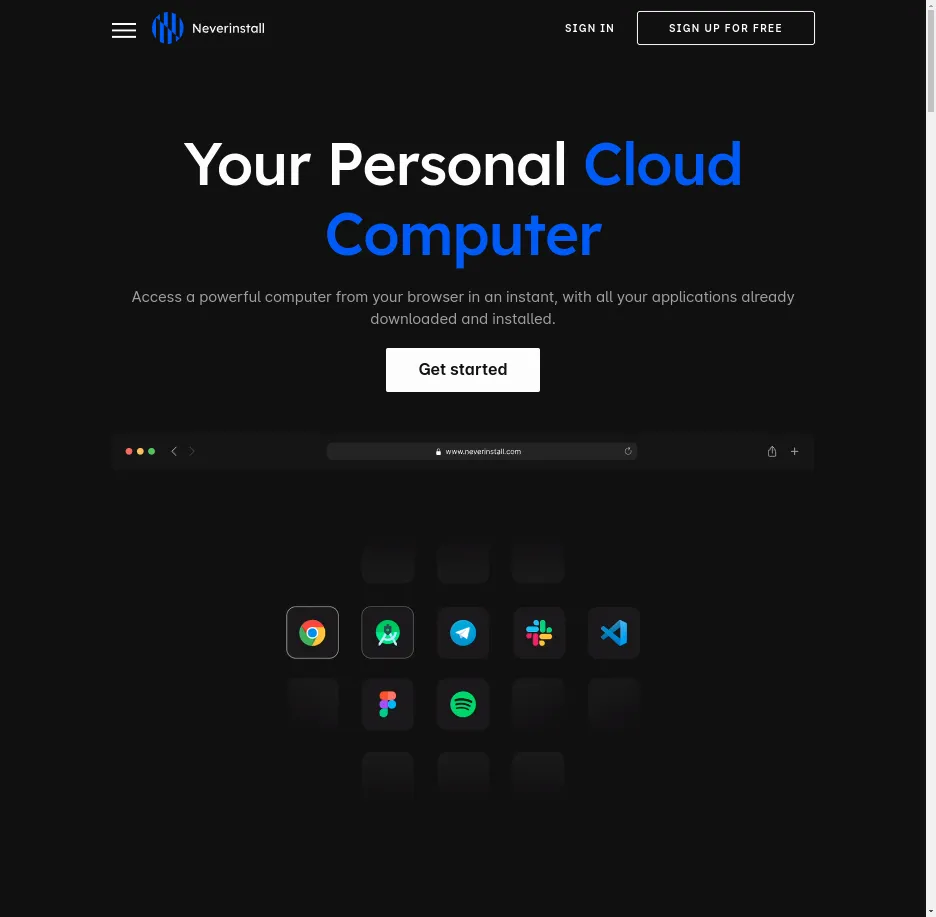 Neverinstall
SIGN IN
SIGN UP FOR FREE
Your Personal Cloud
Computer
Access a powerful computer from your browser in an instant, with all your applications already
downloaded and installed.
Get started
www.neverinstall.com